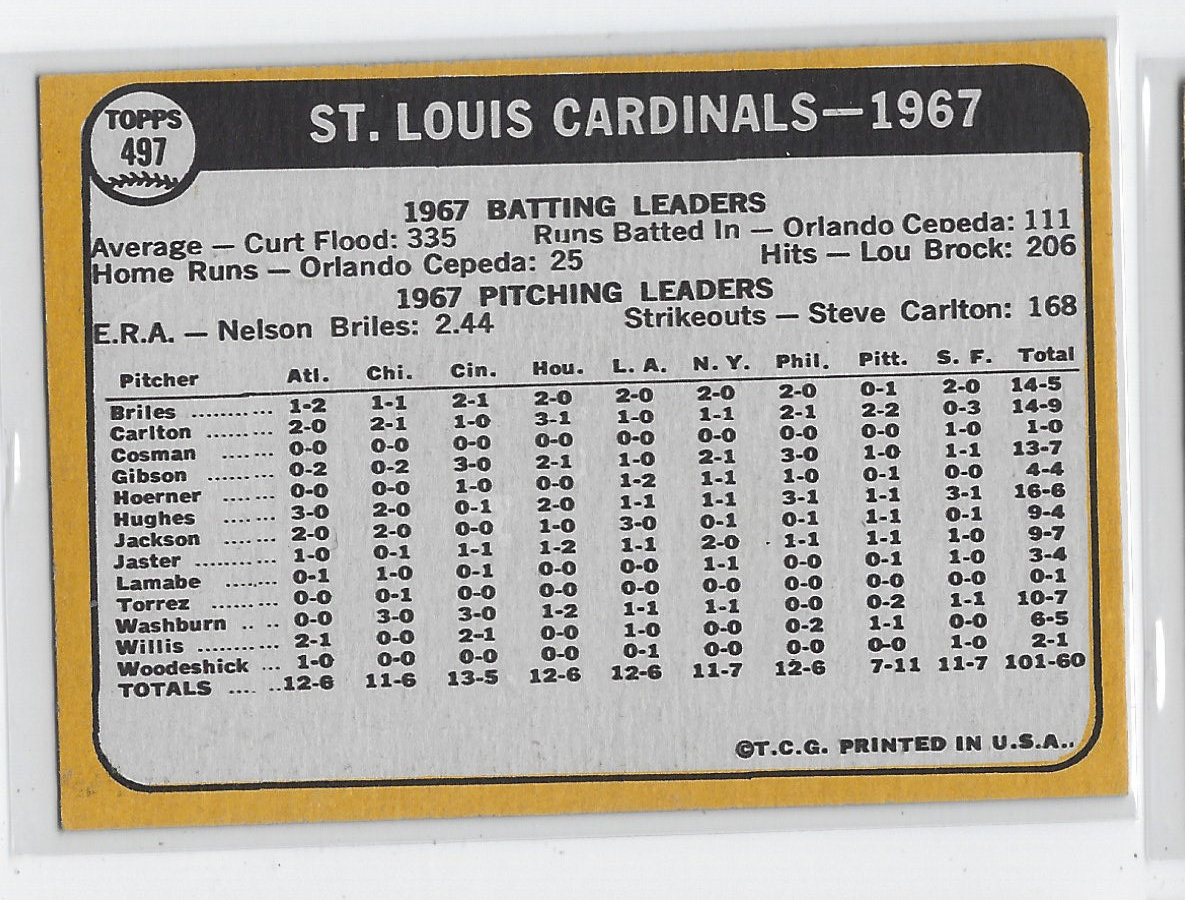 TOPPS
497
ST. LOUIS CARDINALS—1967
1967 BATTING LEADERS
Average — Curt Flood: 335 Runs Batted In — Orlando Cepeda: 111
Home Runs — Orlando Cepeda: 25 Hits — Lou Brock: 206
1967 PITCHING LEADERS
E.R.A. — Nelson Briles: 2.44 Strikeouts — Steve Carlton: 168
Pitcher Atl. Chi. Cin. Hou. L. A. N. Y. Phil. Pitt. S. F. Total
Briles .......... 1-2 1-1 2-1 2-0 2-0 2-0 2-0 0-1 2-0 14-5
Carlton ........ 2-0 2-1 1-0 3-1 1-0 1-1 2-1 2-2 0-3 14-9
Cosman ....... 0-0 0-0 0-0 0-0 0-0 0-0 0-0 0-0 1-0 1-0
Gibson ........ 0-2 0-2 3-0 2-1 1-0 2-1 3-0 1-0 1-1 13-7
Hoerner ....... 0-0 0-0 1-0 0-0 1-2 1-1 1-0 0-1 0-0 4-4
Hughes ....... 3-0 2-0 0-1 2-0 1-1 1-1 3-1 1-1 3-1 16-6
Jackson ....... 2-0 2-0 0-0 1-0 3-0 0-1 0-1 1-1 0-1 9-4
Jaster .......... 1-0 0-1 1-1 1-2 1-1 2-0 1-1 1-1 1-0 9-7
Lamabe ....... 0-1 1-0 0-1 0-0 0-0 1-1 0-0 0-1 1-0 3-4
Torrez ........ 0-0 0-1 0-0 0-0 0-0 0-0 0-0 0-0 0-0 0-1
Washburn .. .. 0-0 3-0 3-0 1-2 1-1 1-1 0-0 0-2 1-1 10-7
Willis .......... 2-1 0-0 2-1 0-0 1-0 0-0 0-2 1-1 0-0 6-5
Woodeshick ... 1-0 0-0 0-0 0-0 0-1 0-0 0-0 0-0 1-0 2-1
TOTALS .... ..12-6 11-6 13-5 12-6 12-6 11-7 12-6 7-11 11-7 101-60
©T.C.G. PRINTED IN U.S.A..